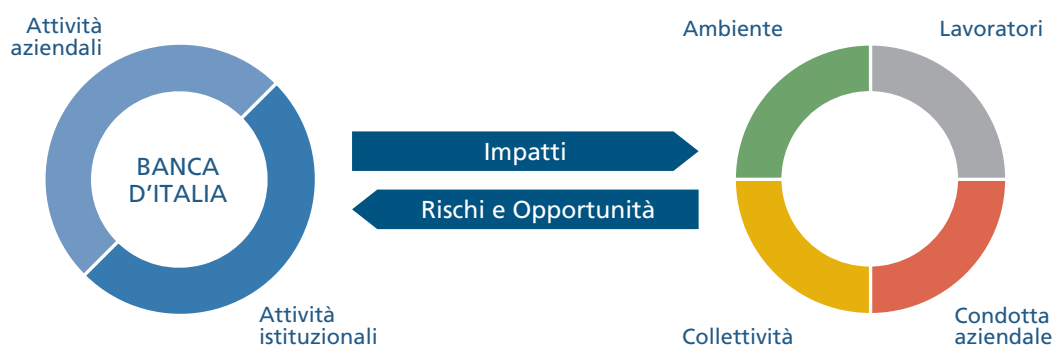 Attività
aziendali
BANCA
D'ITALIA
Attività
istituzionali
Impatti
Rischi e Opportunità
Ambiente
Lavoratori
Collettività
Condotta
aziendale